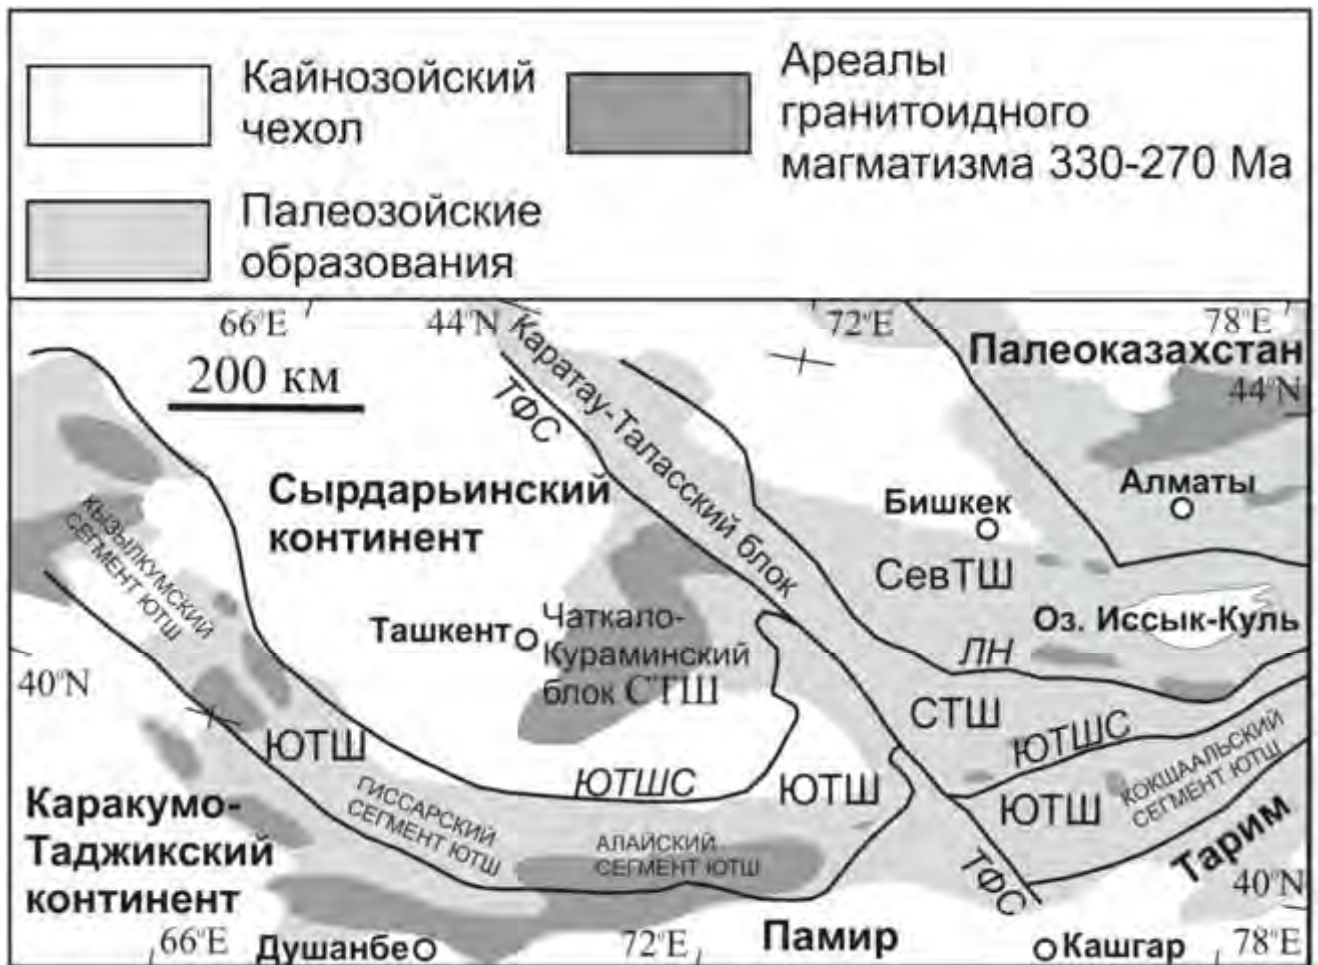 Кайнозойский
чехол
Ареалы
гранитоидного
магматизма 330-270 Ма
Палеозойские
образования
66°E
44°N
72°E
78°E
200 км
Каратау-Таласский блок
ТФС
Палеоказахстан
44°N
Сырдарьинский
континент
Бишкек
Алматы
КЫЗЫЛКУМСКИЙ
СЕГМЕНТ ЮТШ
СевТШ
Ташкент
Чаткало-
Кураминский
блок СТШ
Оз. Иссык-Куль
ЛН
40°N
СТШ
ЮТШ
ЮТШС
ЮТШС
ЮТШ
ЮТШ
КОКШААЛЬСКИЙ
СЕГМЕНТ ЮТШ
ГИССАРСКИЙ
СЕГМЕНТ ЮТШ
АЛАЙСКИЙ
СЕГМЕНТ ЮТШ
Каракумо-
Таджикский
континент
Тарим
ТФС
40°N
66°E
Душанбе
72°E
Памир
Кашгар
78°E